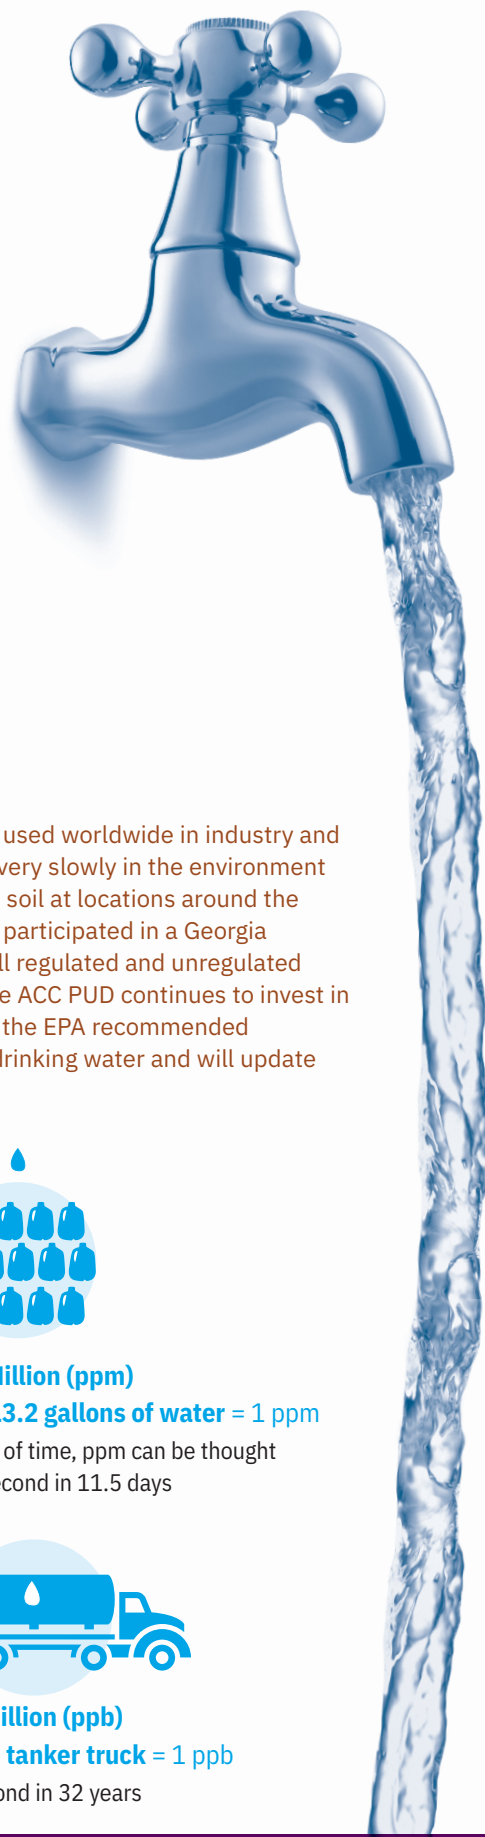 used worldwide in industry and
very slowly in the environment
soil at locations around the
participated in a Georgia
ll regulated and unregulated
e ACC PUD continues to invest in
the EPA recommended
drinking water and will update
illion (ppm)
3.2 gallons of water = 1 ppm
of time, ppm can be thought
econd in 11.5 days
illion (ppb)
tanker truck = 1 ppb
ond in 32 years